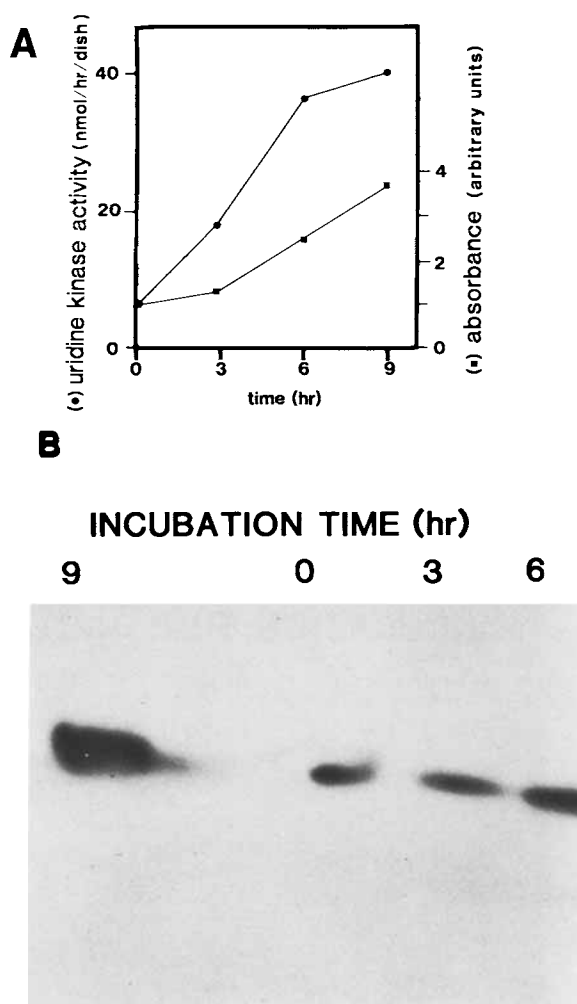 A
(●) uridine kinase activity (nmol/hr/dish)
40
20
0
4
2
0
(■) absorbance (arbitrary units)
0 3 6 9
time (hr)
B
INCUBATION TIME (hr)
9 0 3 6